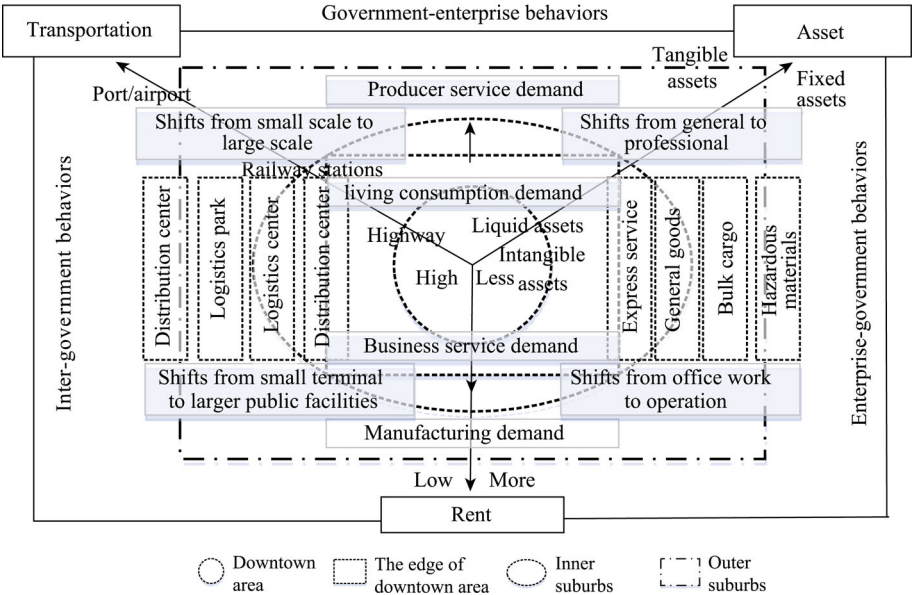 Government-enterprise behaviors
Transportation
Asset
Tangible
assets
Fixed
assets
Port/airport
Producer service demand
Shifts from small scale to
large scale
Shifts from general to
professional
Railway stations
living consumption demand
Liquid assets
Highway
Intangible
assets
High
Less
Inter-government behaviors
Distribution center
Logistics park
Logistics center
Distribution center
Express service
General goods
Bulk cargo
Hazardous
materials
Enterprise-government behaviors
Business service demand
Shifts from small terminal
to larger public facilities
Shifts from office work
to operation
Manufacturing demand
Low
More
Rent
Downtown
area
The edge of
downtown area
Inner
suburbs
Outer
suburbs